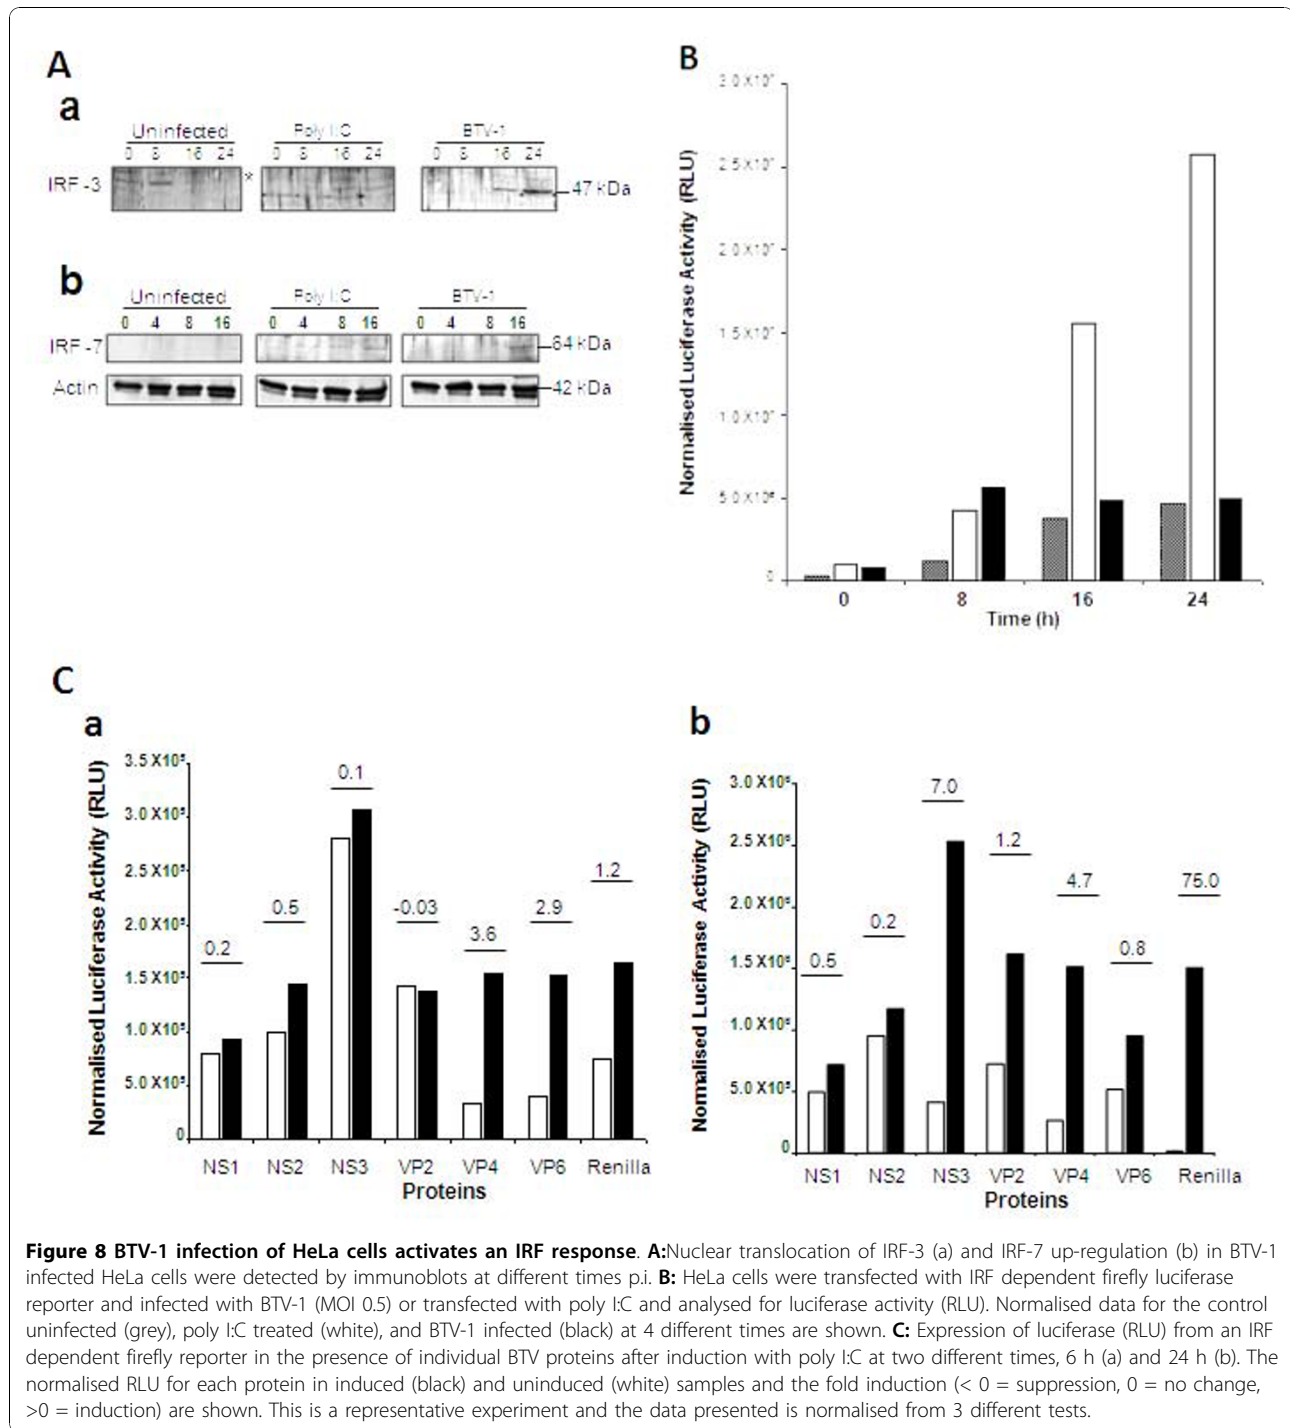 A
a
Uninfected Poly I:C BTV-1
0 8 16 24 0 8 16 24 0 8 16 24
IRF-3 * 47 kDa
b
Uninfected Poly I:C BTV-1
0 4 8 16 0 4 8 16 0 4 8 16
IRF-7 64 kDa
Actin 42 kDa
B
Normalised Luciferase Activity (RLU)
0
0 8 16 24
Time (h)
C
a
Normalised Luciferase Activity (RLU)
3.5 X10⁵
3.0 X10⁵
2.5 X10⁵
2.0 X10⁵
1.5 X10⁵
1.0 X10⁵
5.0 X10⁵
0
0.2 0.5 0.1 -0.03 3.6 2.9 1.2
NS1 NS2 NS3 VP2 VP4 VP6 Renilla
Proteins
b
Normalised Luciferase Activity (RLU)
3.0 X10⁵
2.5 X10⁵
2.0 X10⁵
1.5 X10⁵
1.0 X10⁵
5.0 X10⁵
0
0.5 0.2 7.0 1.2 4.7 0.8 75.0
NS1 NS2 NS3 VP2 VP4 VP6 Renilla
Proteins
Figure 8 BTV-1 infection of HeLa cells activates an IRF response. A:Nuclear translocation of IRF-3 (a) and IRF-7 up-regulation (b) in BTV-1
infected HeLa cells were detected by immunoblots at different times p.i. B: HeLa cells were transfected with IRF dependent firefly luciferase
reporter and infected with BTV-1 (MOI 0.5) or transfected with poly I:C and analysed for luciferase activity (RLU). Normalised data for the control
uninfected (grey), poly I:C treated (white), and BTV-1 infected (black) at 4 different times are shown. C: Expression of luciferase (RLU) from an IRF
dependent firefly reporter in the presence of individual BTV proteins after induction with poly I:C at two different times, 6 h (a) and 24 h (b). The
normalised RLU for each protein in induced (black) and uninduced (white) samples and the fold induction (< 0 = suppression, 0 = no change,
>0 = induction) are shown. This is a representative experiment and the data presented is normalised from 3 different tests.